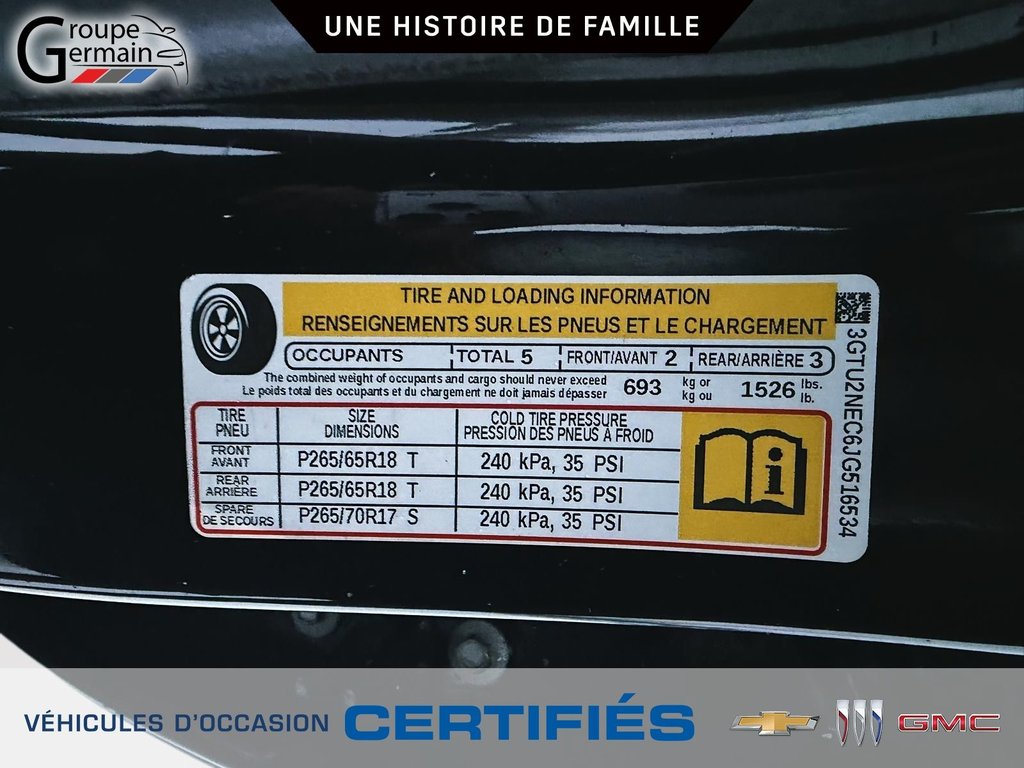 Groupe
Germain
UNE HISTOIRE DE FAMILLE
TIRE AND LOADING INFORMATION
RENSEIGNEMENTS SUR LES PNEUS ET LE CHARGEMENT
OCCUPANTS TOTAL 5 FRONT/AVANT 2 REAR/ARRIÈRE 3
The combined weight of occupants and cargo should never exceed 693 kg or 1526 lbs.
Le poids total des occupants et du chargement ne doit jamais dépasser kg ou lb.
TIRE SIZE COLD TIRE PRESSURE
PNEU DIMENSIONS PRESSION DES PNEUS À FROID
FRONT
AVANT P265/65R18 T 240 kPa, 35 PSI
REAR
ARRIÈRE P265/65R18 T 240 kPa, 35 PSI
SPARE
DE SECOURS P265/70R17 S 240 kPa, 35 PSI
3GTU2NEC6JG516534
VÉHICULES D'OCCASION CERTIFIÉS GMC